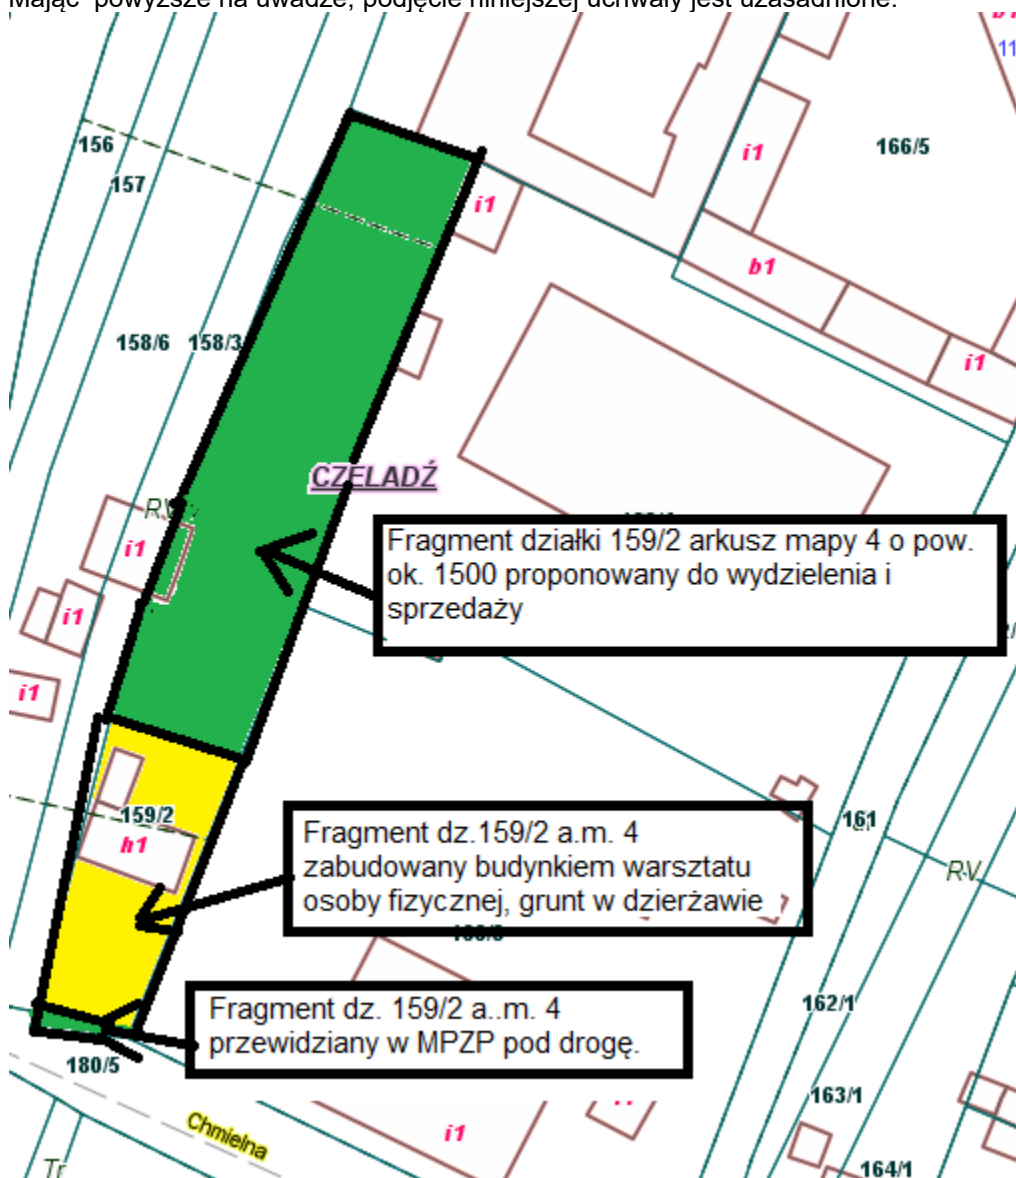 Mając powyższe na uwadze, podjęcie niniejszej uchwały jest uzasadnione.
11
156
i1
166/5
157
i1
b1
158/6 158/3
i1
CZELADŹ
R.V
Fragment działki 159/2 arkusz mapy 4 o pow.
ok. 1500 proponowany do wydzielenia i
sprzedaży
i1
i1
i1
159/2
h1
Fragment dz.159/2 a.m. 4
zabudowany budynkiem warsztatu
osoby fizycznej, grunt w dzierżawie
161
RV
Fragment dz. 159/2 a..m. 4
przewidziany w MPZP pod drogę.
162/1
180/5
163/1
Chmielna
i1
Tr
164/1